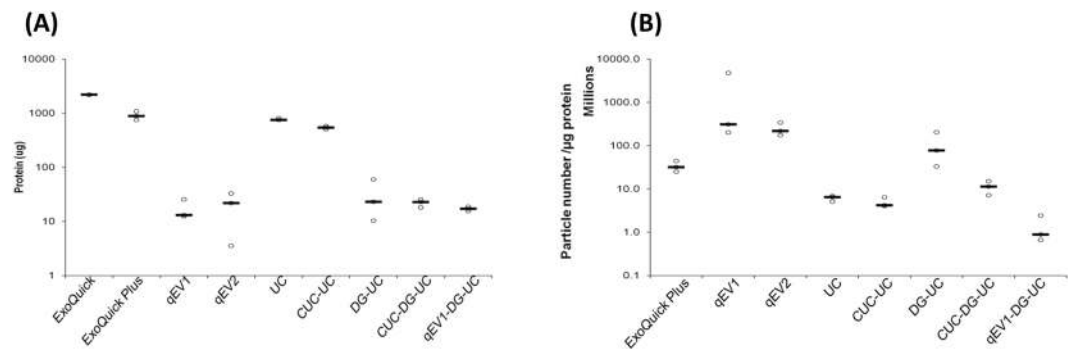 (A)
Protein (ug)
10000
1000
100
10
1
ExoQuick
ExoQuick Plus
qEV1
qEV2
UC
CUC-UC
DG-UC
CUC-DG-UC
qEV1-DG-UC
(B)
Particle number /µg protein
Millions
10000.0
1000.0
100.0
10.0
1.0
0.1
ExoQuick Plus
qEV1
qEV2
UC
CUC-UC
DG-UC
CUC-DG-UC
qEV1-DG-UC